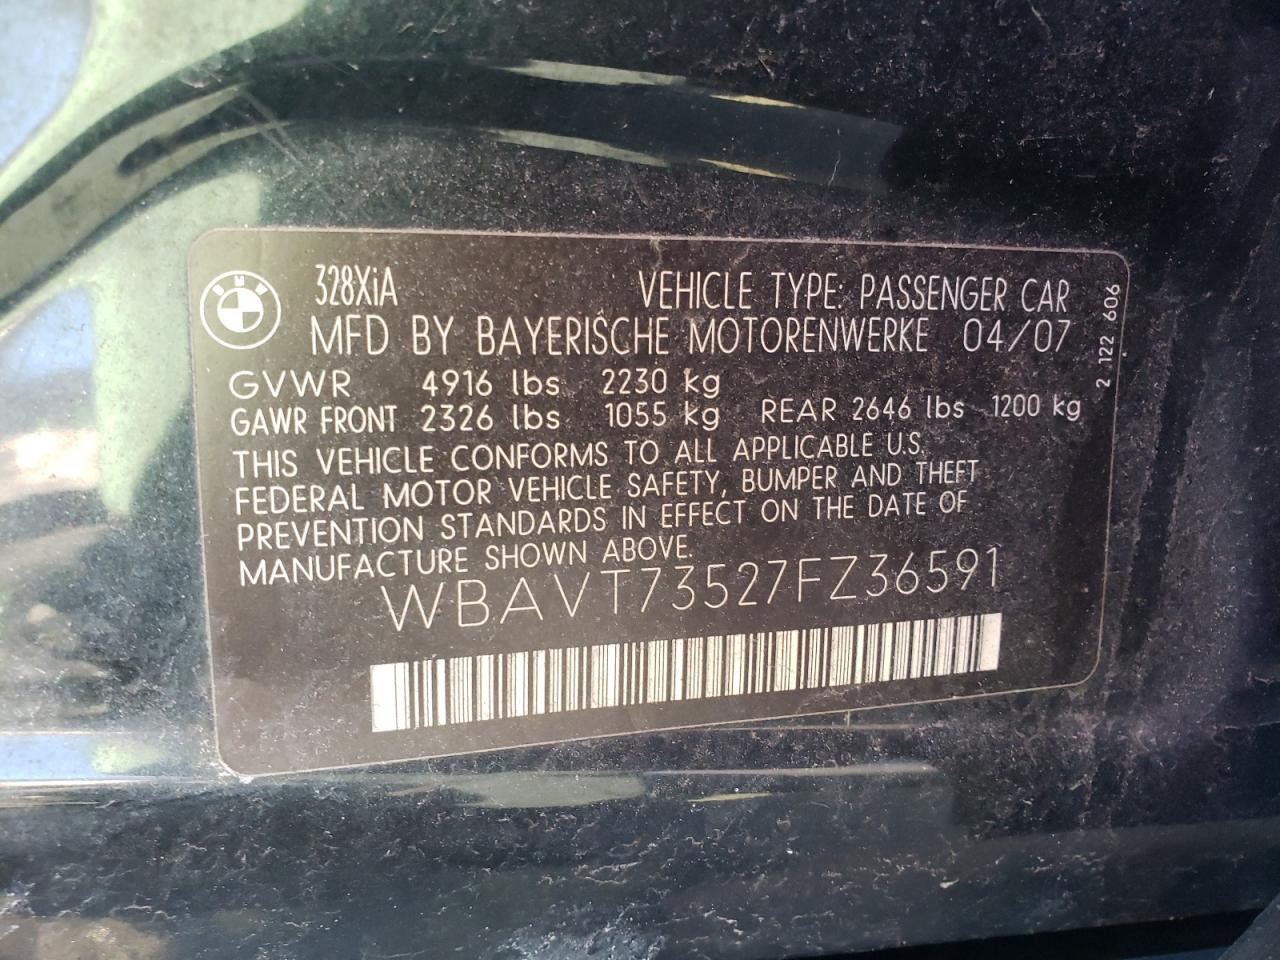 BMW
328XiA VEHICLE TYPE: PASSENGER CAR
MFD BY BAYERISCHE MOTORENWERKE 04/07
GVWR 4916 lbs 2230 kg
GAWR FRONT 2326 lbs 1055 kg REAR 2646 lbs 1200 kg
THIS VEHICLE CONFORMS TO ALL APPLICABLE U.S.
FEDERAL MOTOR VEHICLE SAFETY, BUMPER AND THEFT
PREVENTION STANDARDS IN EFFECT ON THE DATE OF
MANUFACTURE SHOWN ABOVE.
WBAVT73527FZ36591
2 122 606